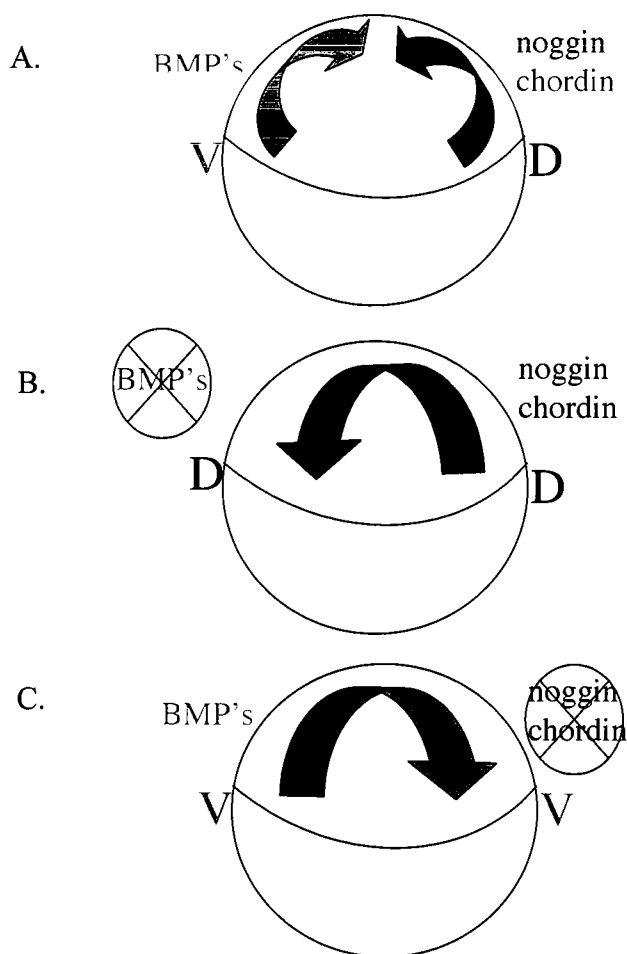 A.
BMP's
noggin
chordin
V
D
B.
BMP's
noggin
chordin
D
D
C.
BMP's
noggin
chordin
V
V